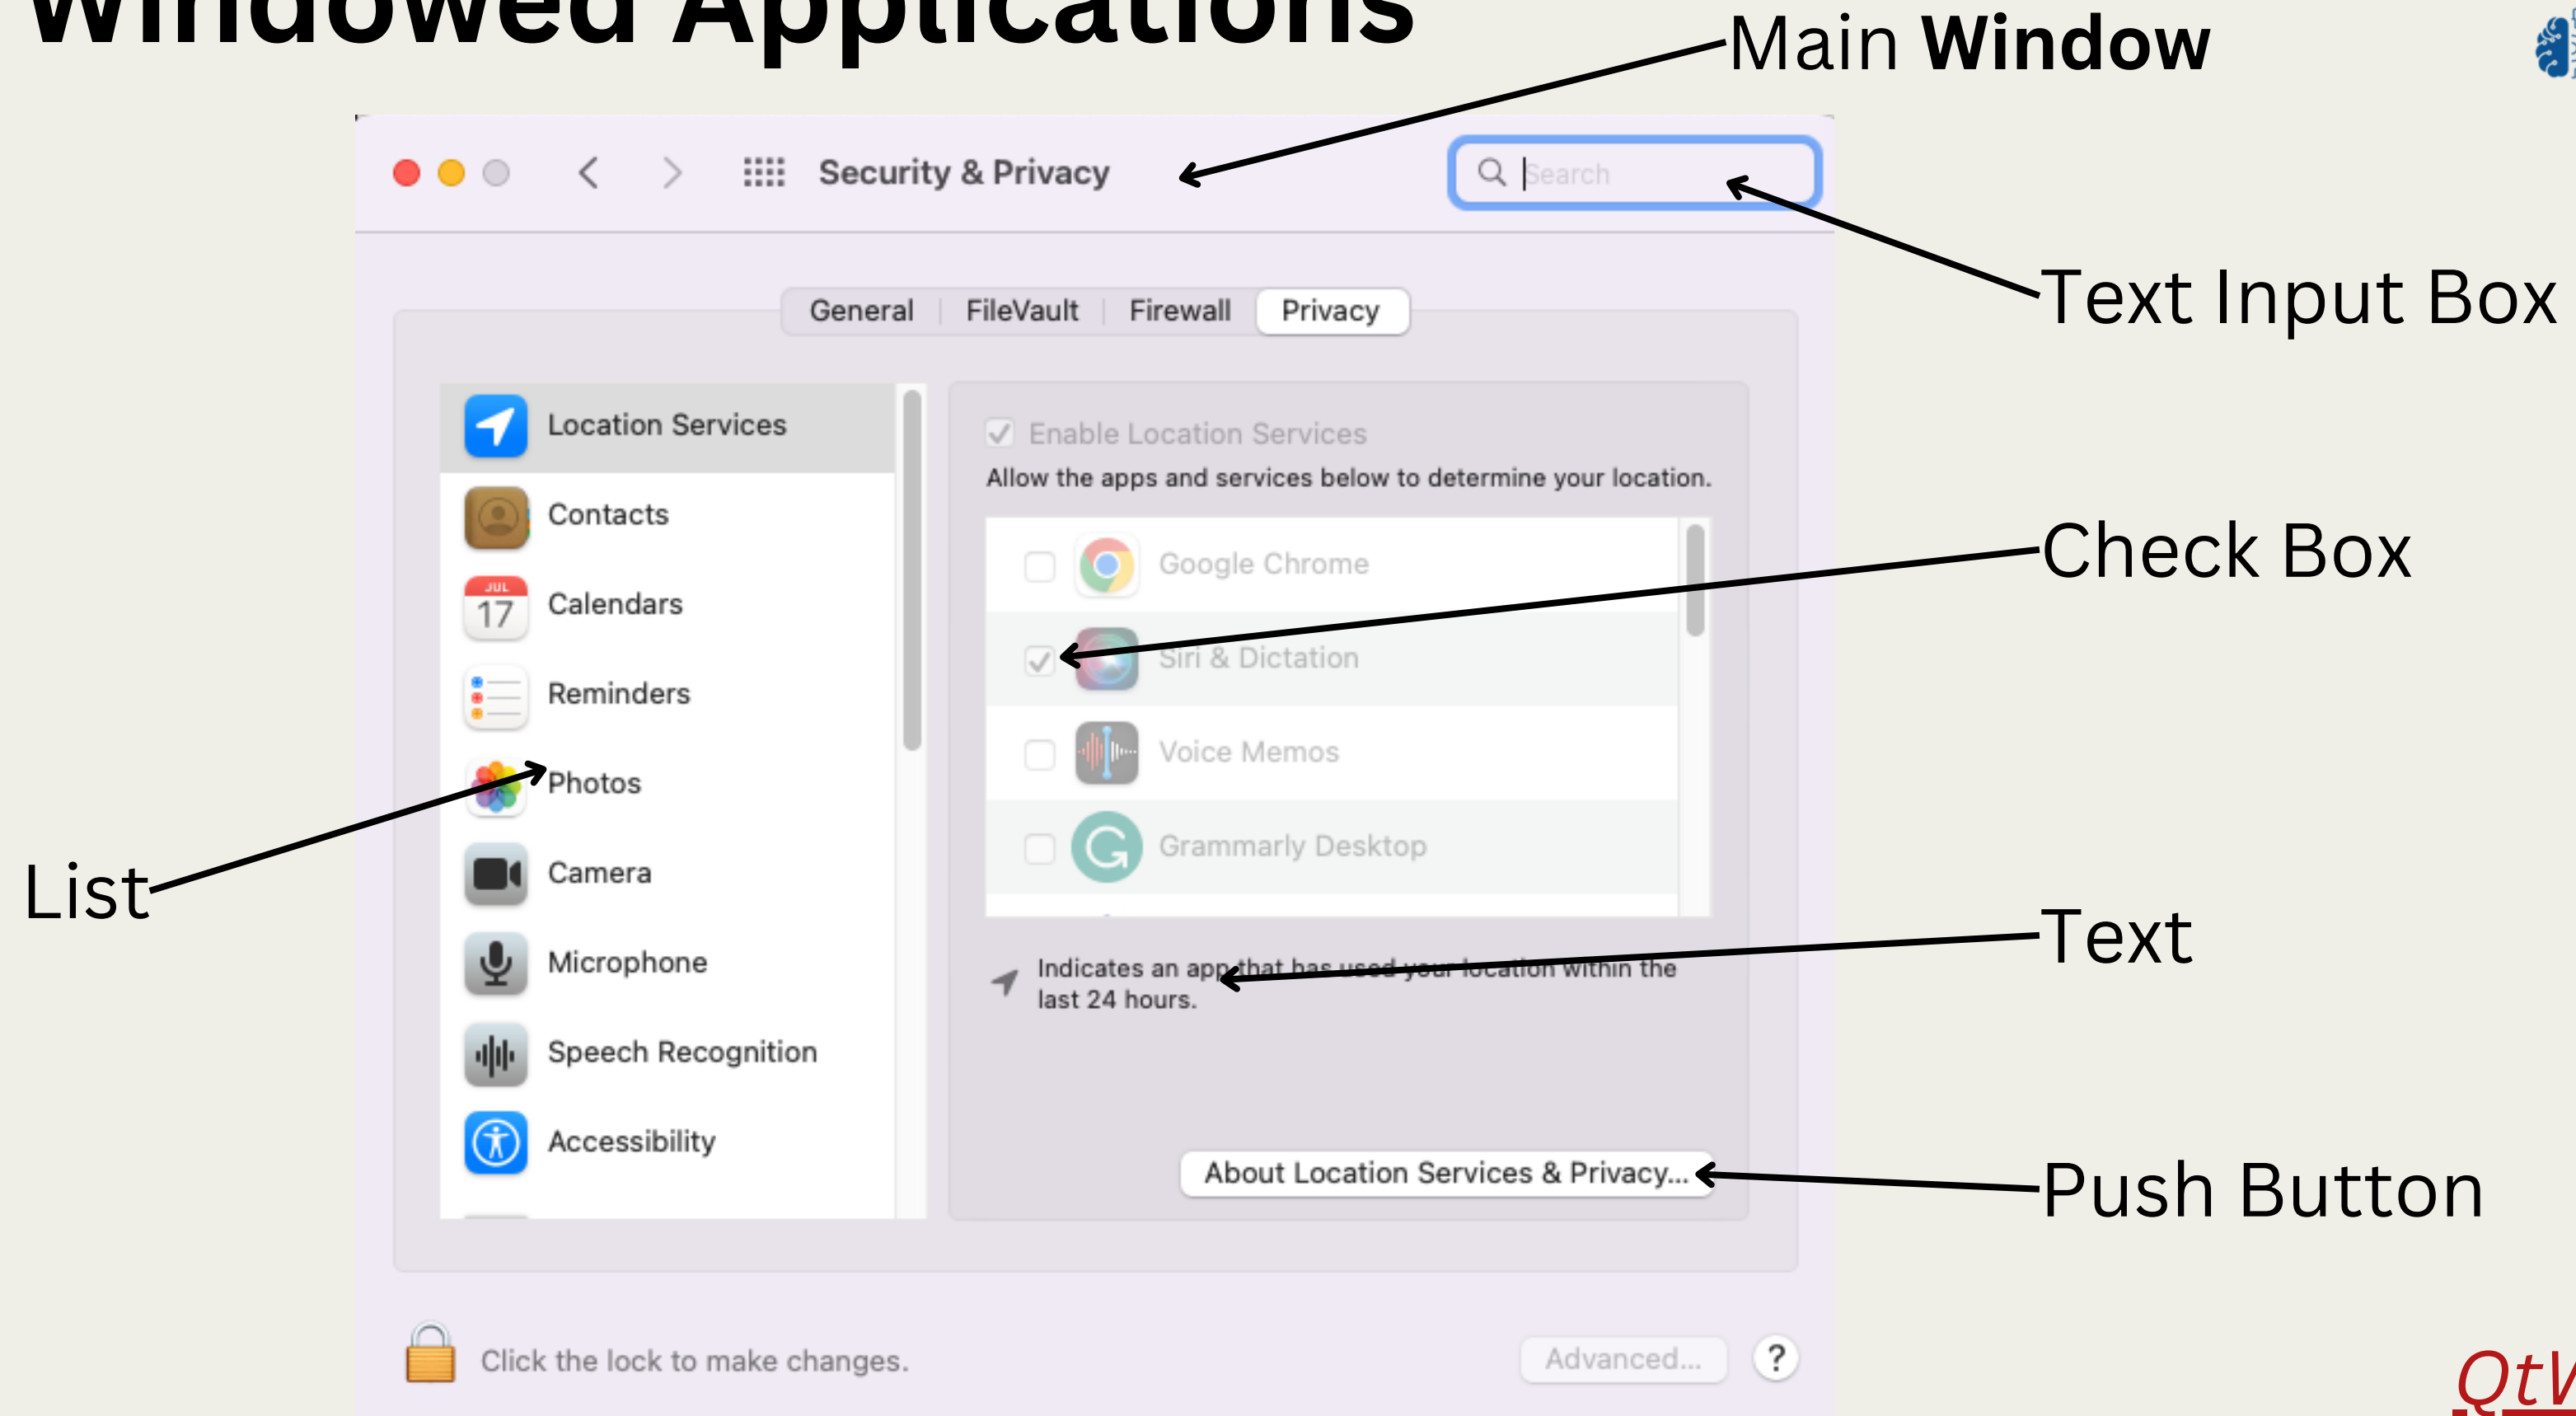 Windowed Applications
Main Window
Security & Privacy
Search
Text Input Box
General
FileVault
Firewall
Privacy
Location Services
Contacts
JUL
17
Calendars
Reminders
Photos
Camera
Microphone
Speech Recognition
Accessibility
List
Enable Location Services
Allow the apps and services below to determine your location.
Google Chrome
Check Box
Siri & Dictation
Voice Memos
Grammarly Desktop
Text
Indicates an app that has used your location within the
last 24 hours.
About Location Services & Privacy...
Push Button
Click the lock to make changes.
Advanced...
?